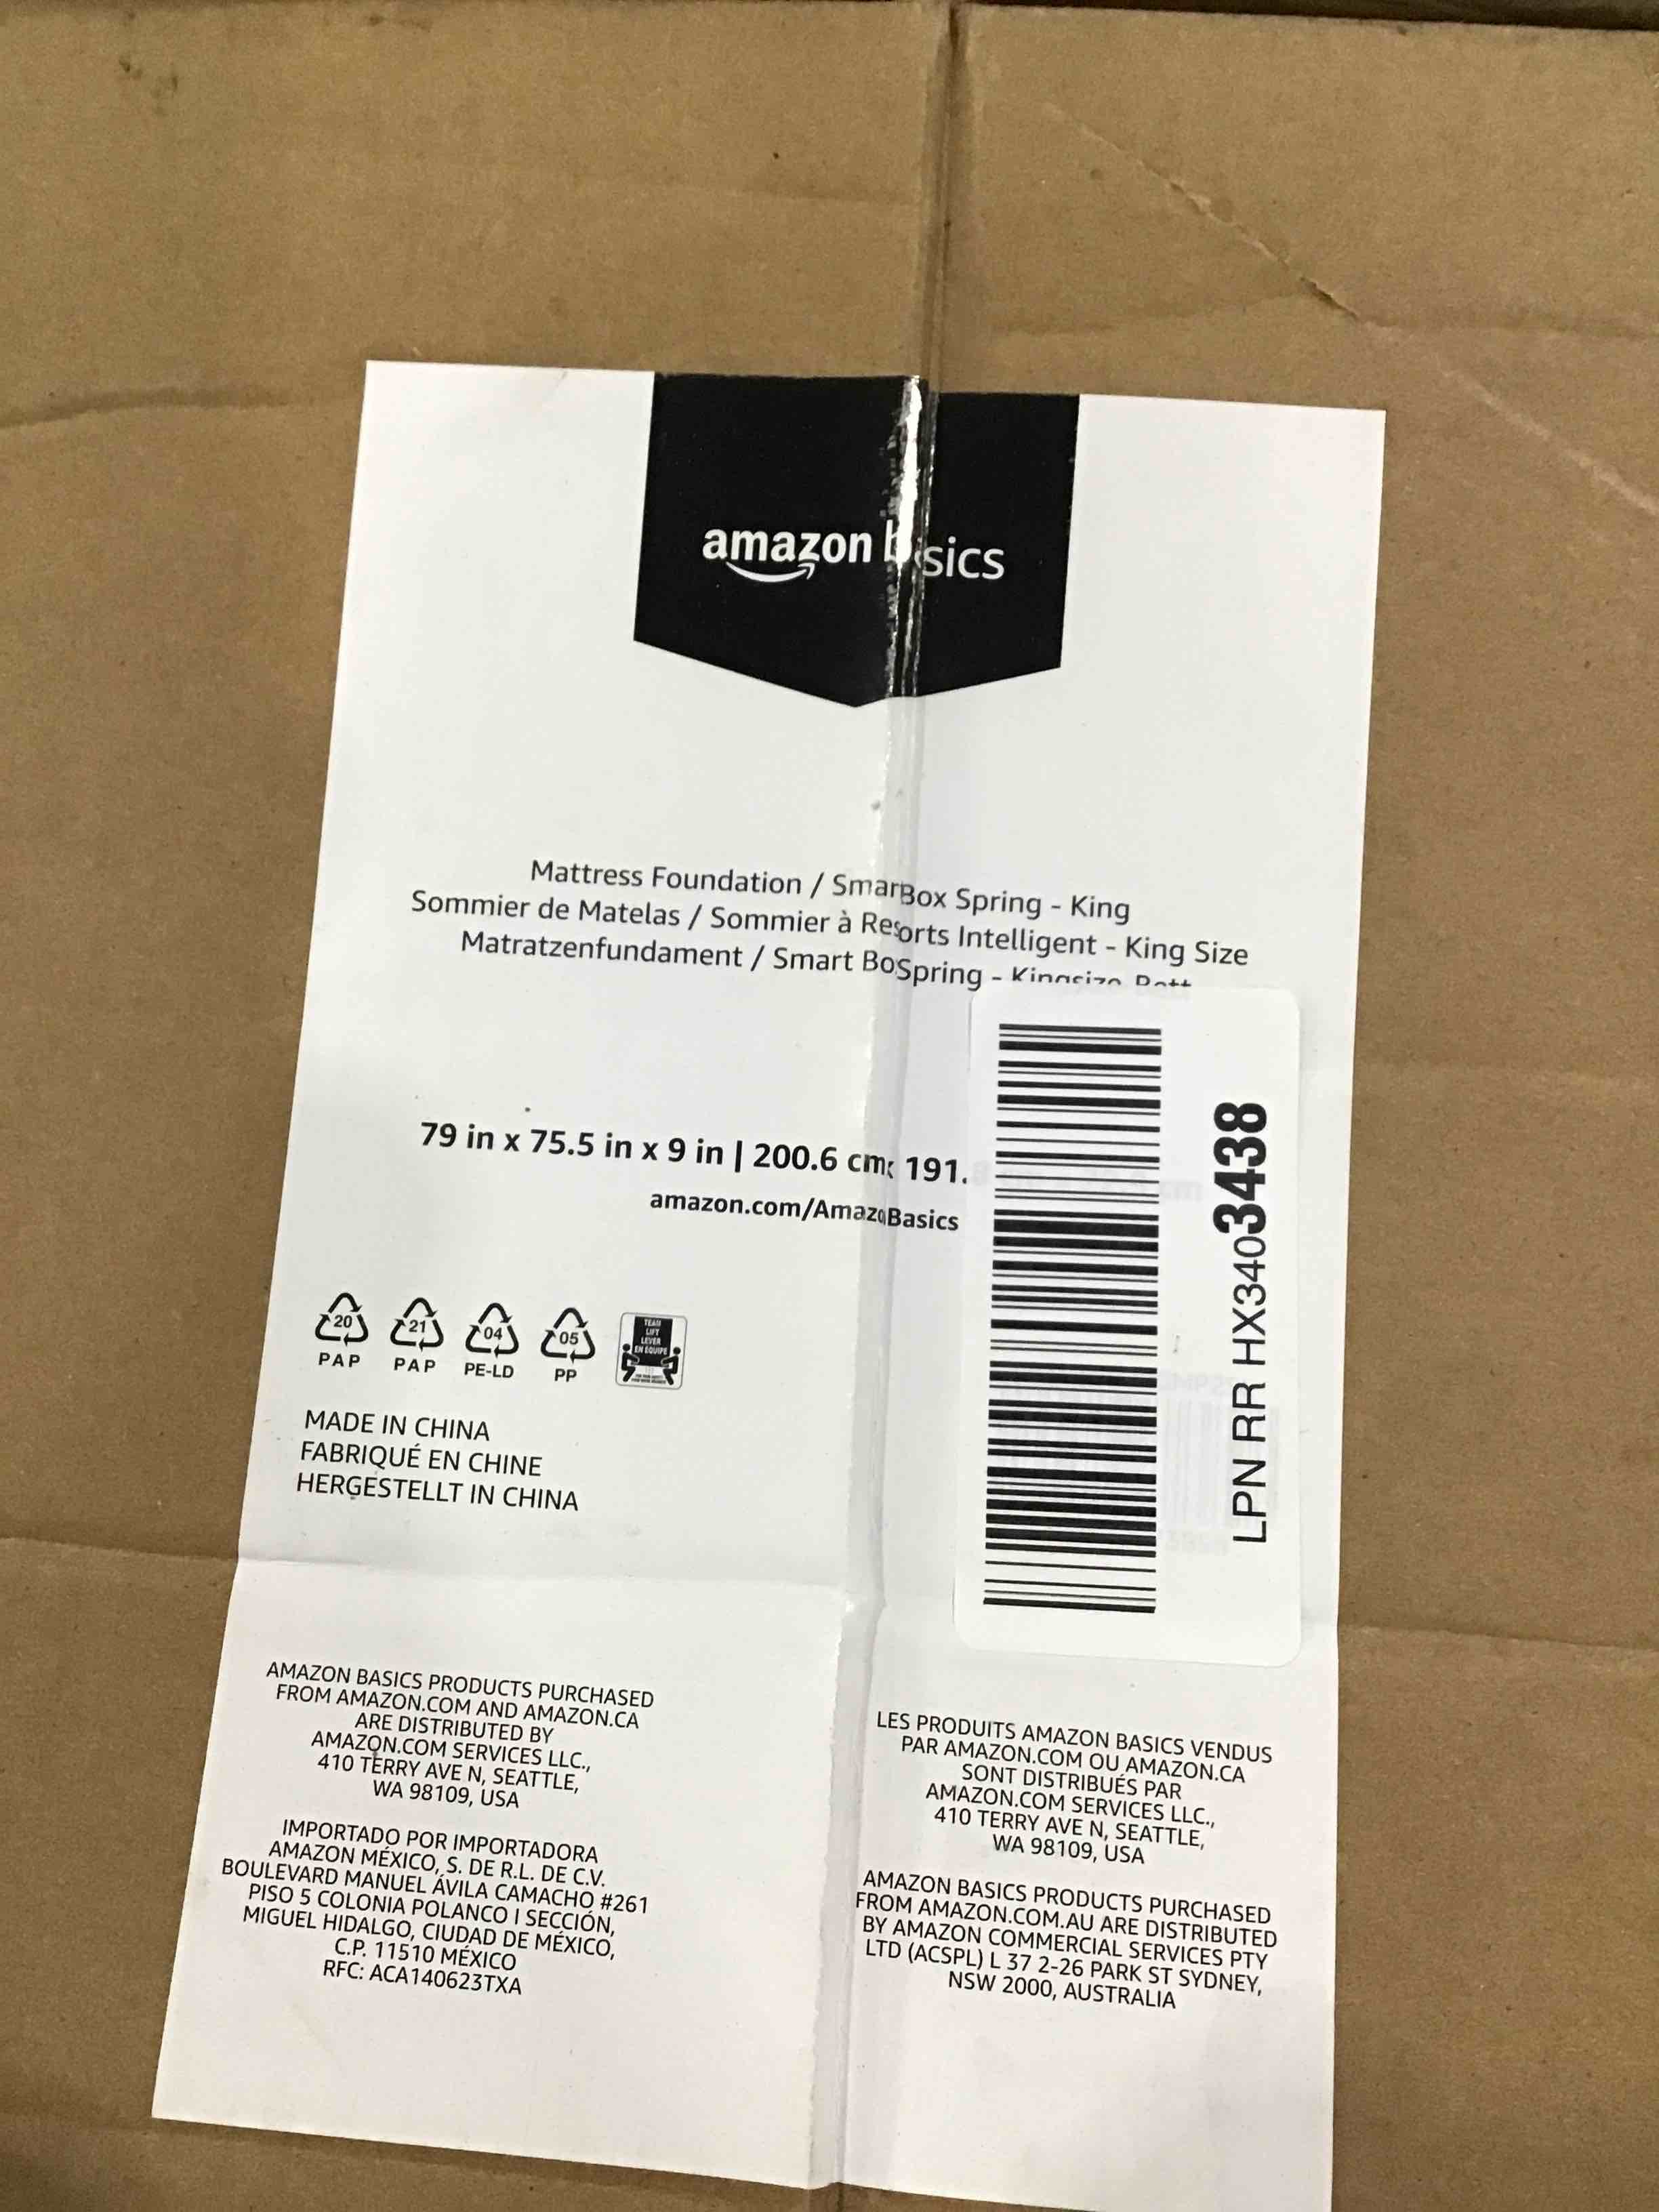 amazon basics
Mattress Foundation / Smar Box Spring - King
Sommier de Matelas / Sommier à Resorts Intelligent - King Size
Matratzenfundament / Smart Bo Spring - Kingsize Bett
79 in x 75.5 in x 9 in | 200.6 cm x 191.
amazon.com/AmazoBasics
LPN RR HX3403438
20 21 04 05
PAP PAP PE-LD PP
TEAM
LIFT
LEVER
EN EQUIPE
MADE IN CHINA
FABRIQUÉ EN CHINE
HERGESTELLT IN CHINA
AMAZON BASICS PRODUCTS PURCHASED
FROM AMAZON.COM AND AMAZON.CA
ARE DISTRIBUTED BY
AMAZON.COM SERVICES LLC.,
410 TERRY AVE N, SEATTLE,
WA 98109, USA
IMPORTADO POR IMPORTADORA
AMAZON MÉXICO, S. DE R.L. DE C.V.
BOULEVARD MANUEL ÁVILA CAMACHO #261
PISO 5 COLONIA POLANCO I SECCIÓN,
MIGUEL HIDALGO, CIUDAD DE MÉXICO,
C.P. 11510 MÉXICO
RFC: ACA140623TXA
LES PRODUITS AMAZON BASICS VENDUS
PAR AMAZON.COM OU AMAZON.CA
SONT DISTRIBUÉS PAR
AMAZON.COM SERVICES LLC.,
410 TERRY AVE N, SEATTLE,
WA 98109, USA
AMAZON BASICS PRODUCTS PURCHASED
FROM AMAZON.COM.AU ARE DISTRIBUTED
BY AMAZON COMMERCIAL SERVICES PTY
LTD (ACSPL) L 37 2-26 PARK ST SYDNEY,
NSW 2000, AUSTRALIA